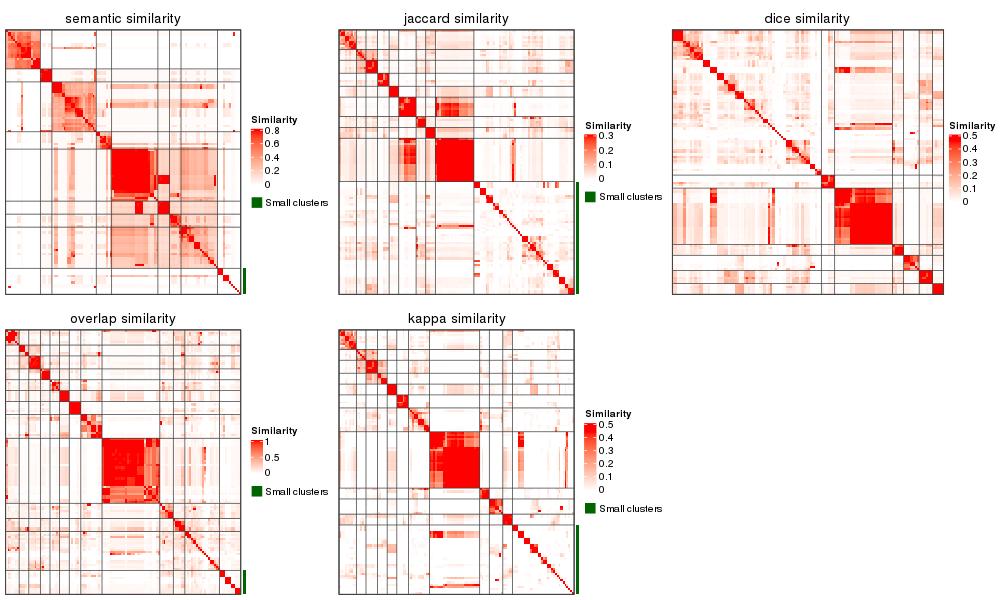 semantic similarity
Similarity
0.8
0.6
0.4
0.2
0
Small clusters
jaccard similarity
Similarity
0.3
0.2
0.1
0
Small clusters
dice similarity
Similarity
0.5
0.4
0.3
0.2
0.1
0
overlap similarity
Similarity
1
0.5
0
Small clusters
kappa similarity
Similarity
0.5
0.4
0.3
0.2
0.1
0
Small clusters